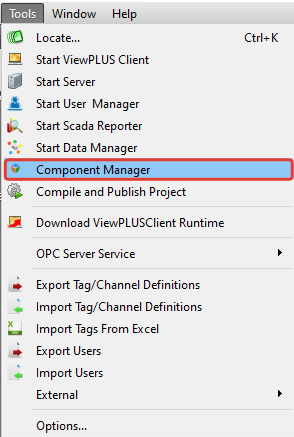 Tools Window Help
Locate... Ctrl+K
Start ViewPLUS Client
Start Server
Start User Manager
Start Scada Reporter
Start Data Manager
Component Manager
Compile and Publish Project
Download ViewPLUSClient Runtime
OPC Server Service
Export Tag/Channel Definitions
Import Tag/Channel Definitions
Import Tags From Excel
Export Users
Import Users
External
Options...